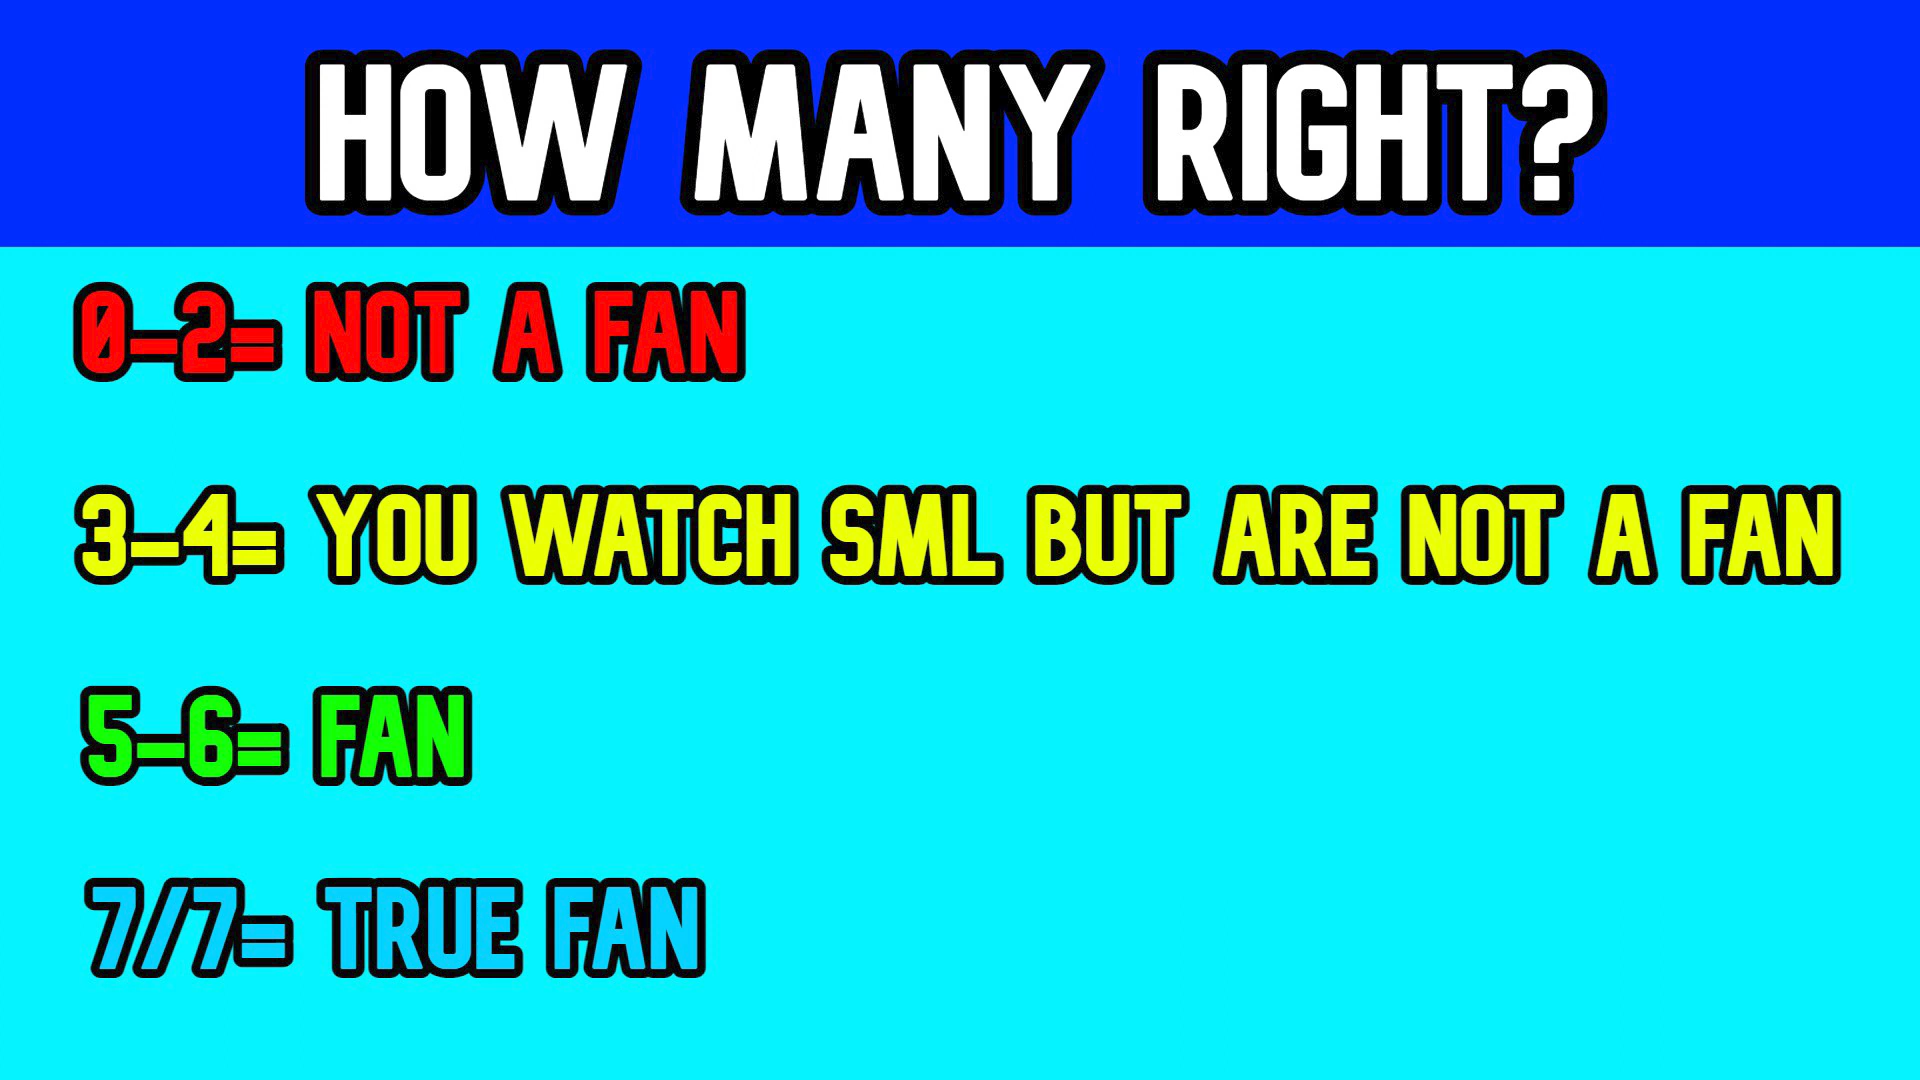 HOW MANY RIGHT?
0-2= NOT A FAN
3-4= YOU WATCH SML BUT ARE NOT A FAN
5-6= FAN
7/7= TRUE FAN